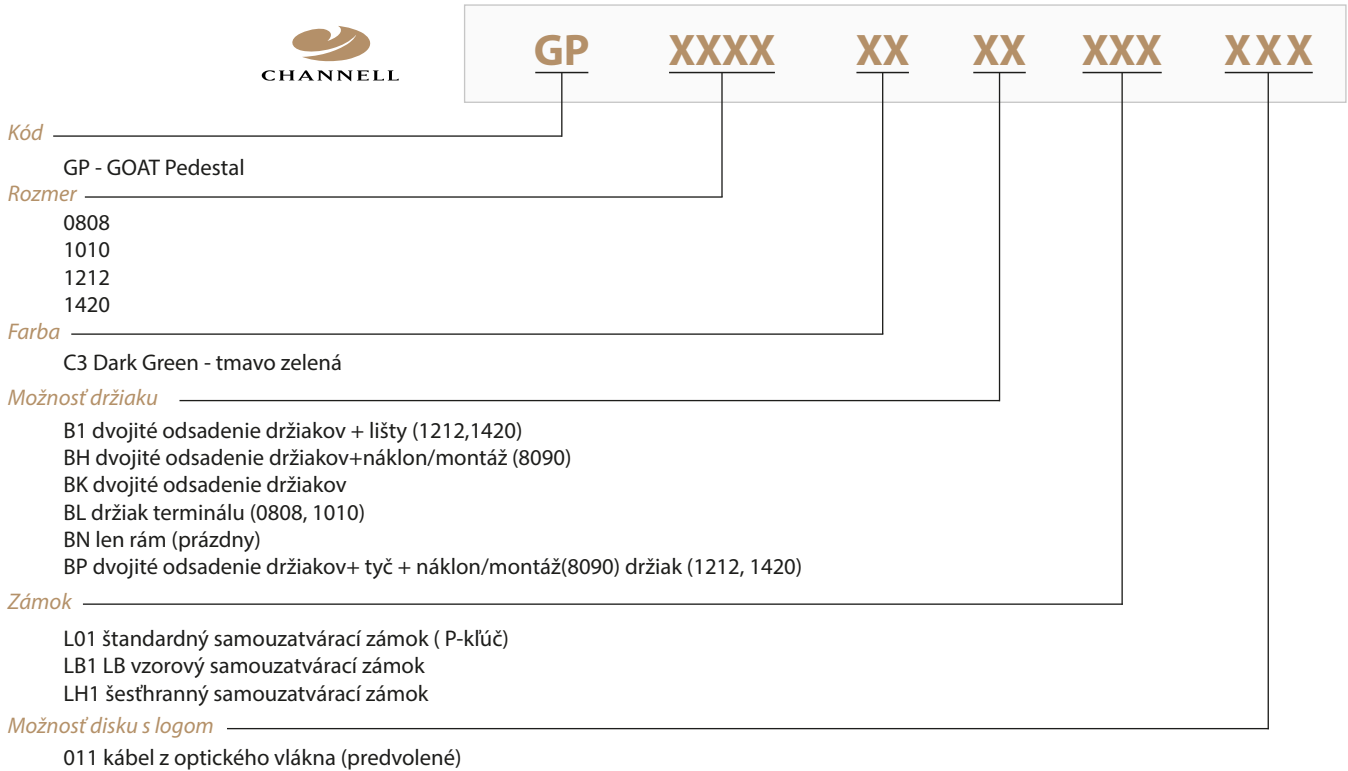 CHANNELL
GP XXXX XX XX XXX XXX
Kód
GP - GOAT Pedestal
Rozmer
0808
1010
1212
1420
Farba
C3 Dark Green - tmavo zelená
Možnosť držiaku
B1 dvojité odsadenie držiakov + lišty (1212,1420)
BH dvojité odsadenie držiakov+náklon/montáž (8090)
BK dvojité odsadenie držiakov
BL držiak terminálu (0808, 1010)
BN len rám (prázdny)
BP dvojité odsadenie držiakov+ tyč + náklon/montáž(8090) držiak (1212, 1420)
Zámok
L01 štandardný samouzatvárací zámok ( P-kľúč)
LB1 LB vzorový samouzatvárací zámok
LH1 šesťhranný samouzatvárací zámok
Možnosť disku s logom
011 kábel z optického vlákna (predvolené)